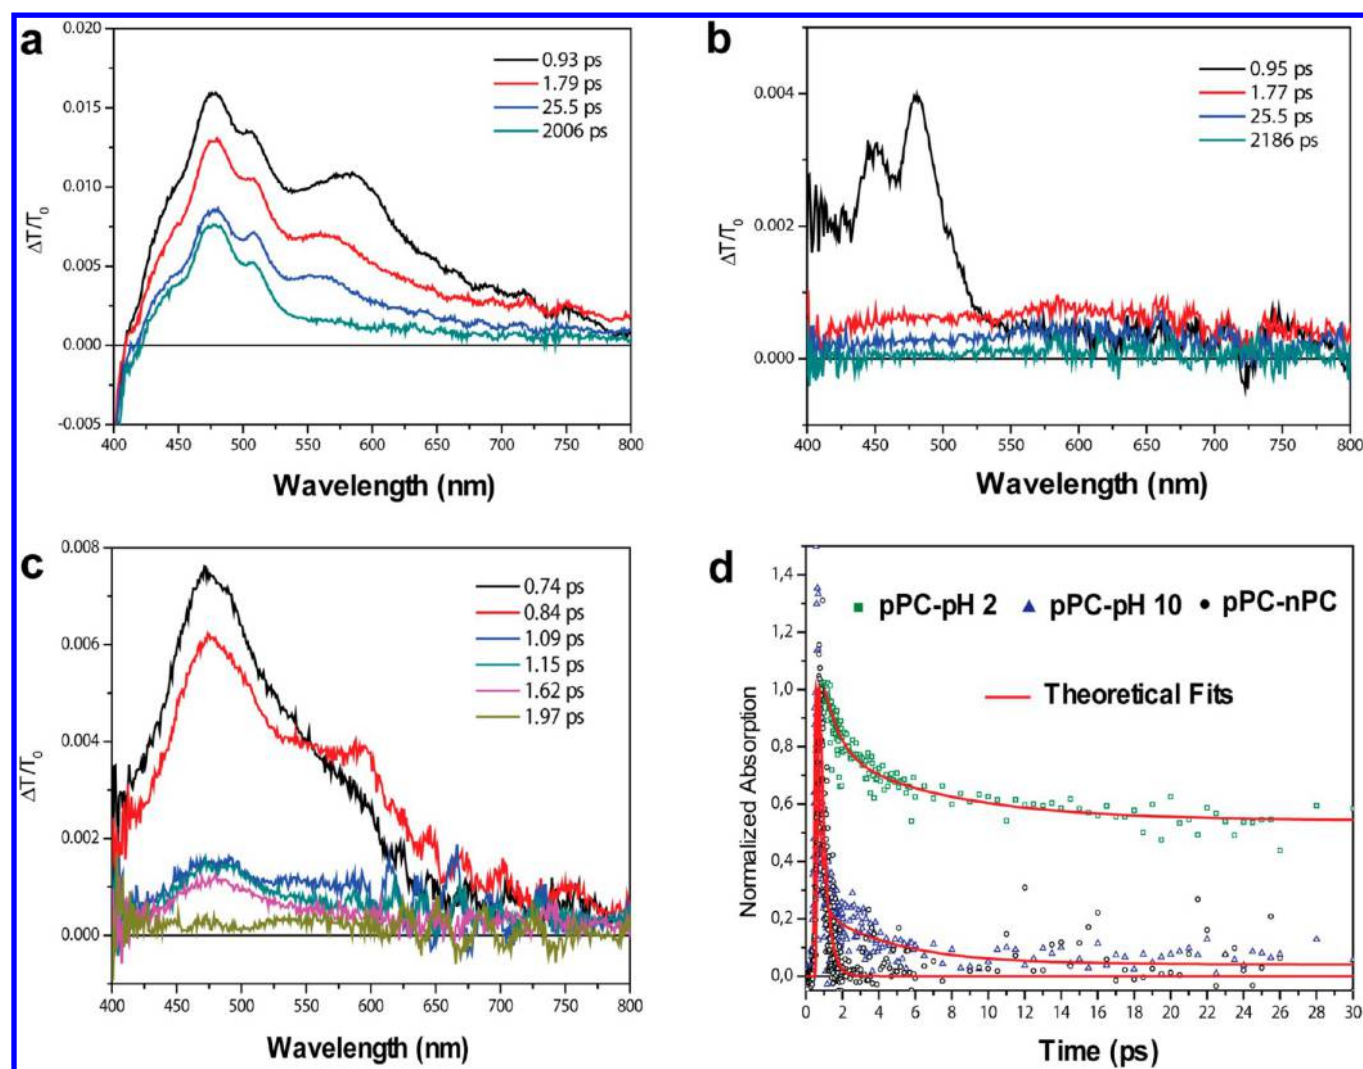 a
0.020
0.015
0.010
0.005
0.000
-0.005
ΔT/T0
0.93 ps
1.79 ps
25.5 ps
2006 ps
400 450 500 550 600 650 700 750 800
Wavelength (nm)
b
0.004
0.002
0.000
ΔT/T0
0.95 ps
1.77 ps
25.5 ps
2186 ps
400 450 500 550 600 650 700 750 800
Wavelength (nm)
c
0.008
0.006
0.004
0.002
0.000
ΔT/T0
0.74 ps
0.84 ps
1.09 ps
1.15 ps
1.62 ps
1.97 ps
400 450 500 550 600 650 700 750 800
Wavelength (nm)
d
1,4
1,2
1,0
0,8
0,6
0,4
0,2
0,0
Normalized Absorption
pPC-pH 2 pPC-pH 10 pPC-nPC
Theoretical Fits
0 2 4 6 8 10 12 14 16 18 20 22 24 26 28 30
Time (ps)